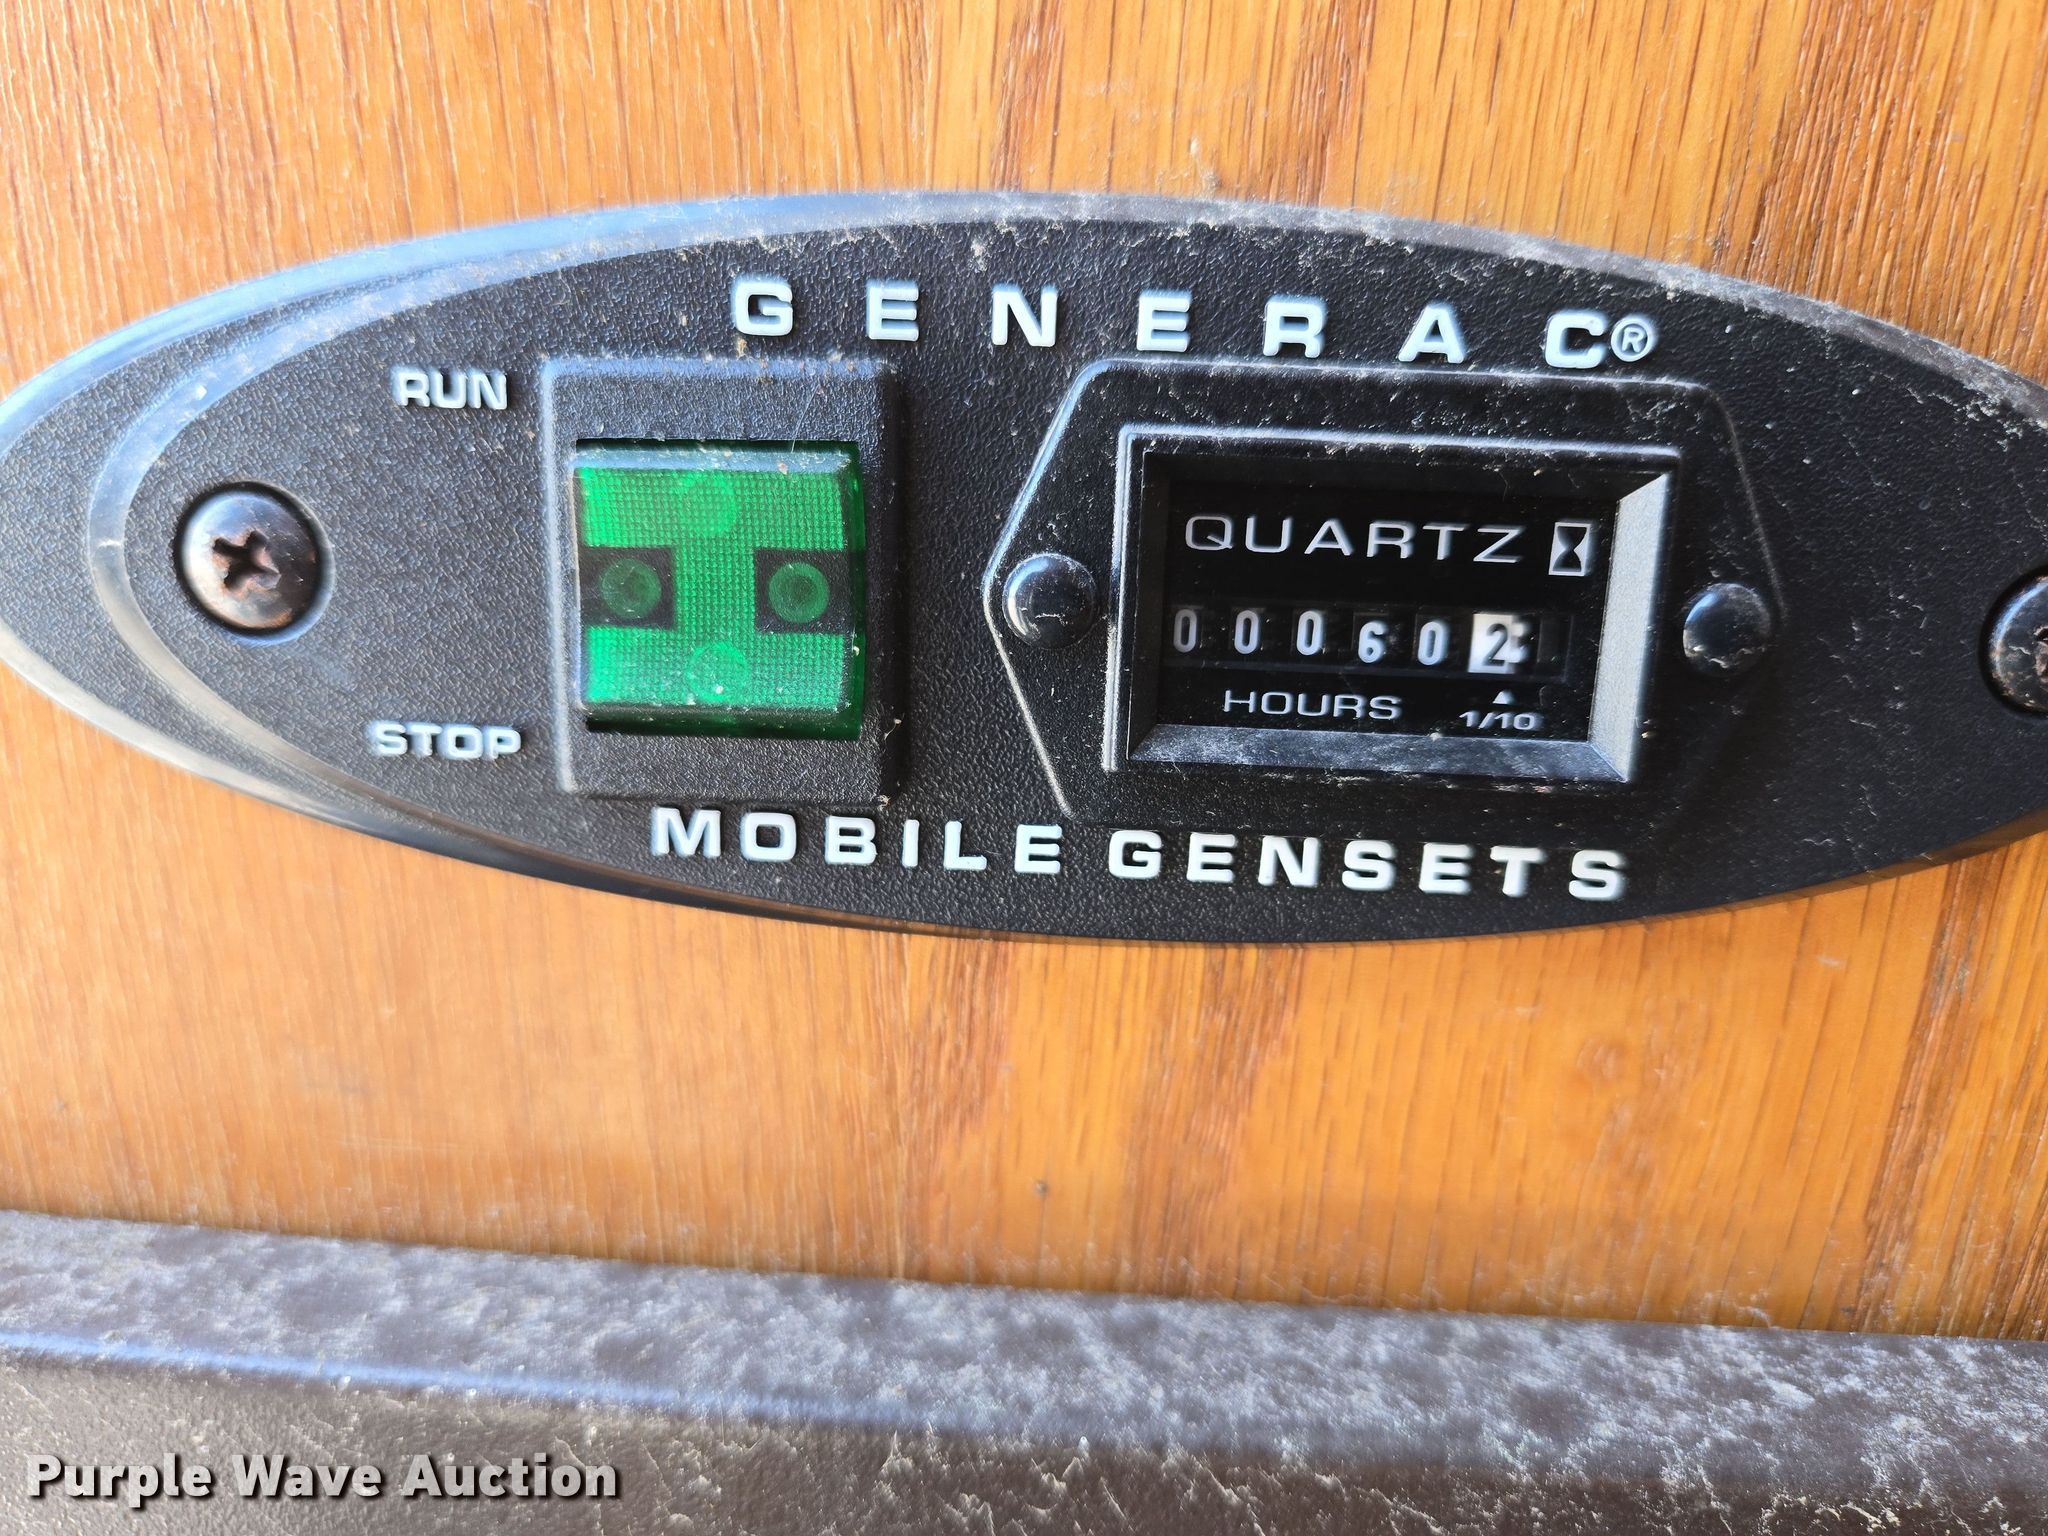 GENERAC®
RUN
QUARTZ
000602
HOURS 1/10
STOP
MOBILE GENSETS
Purple Wave Auction